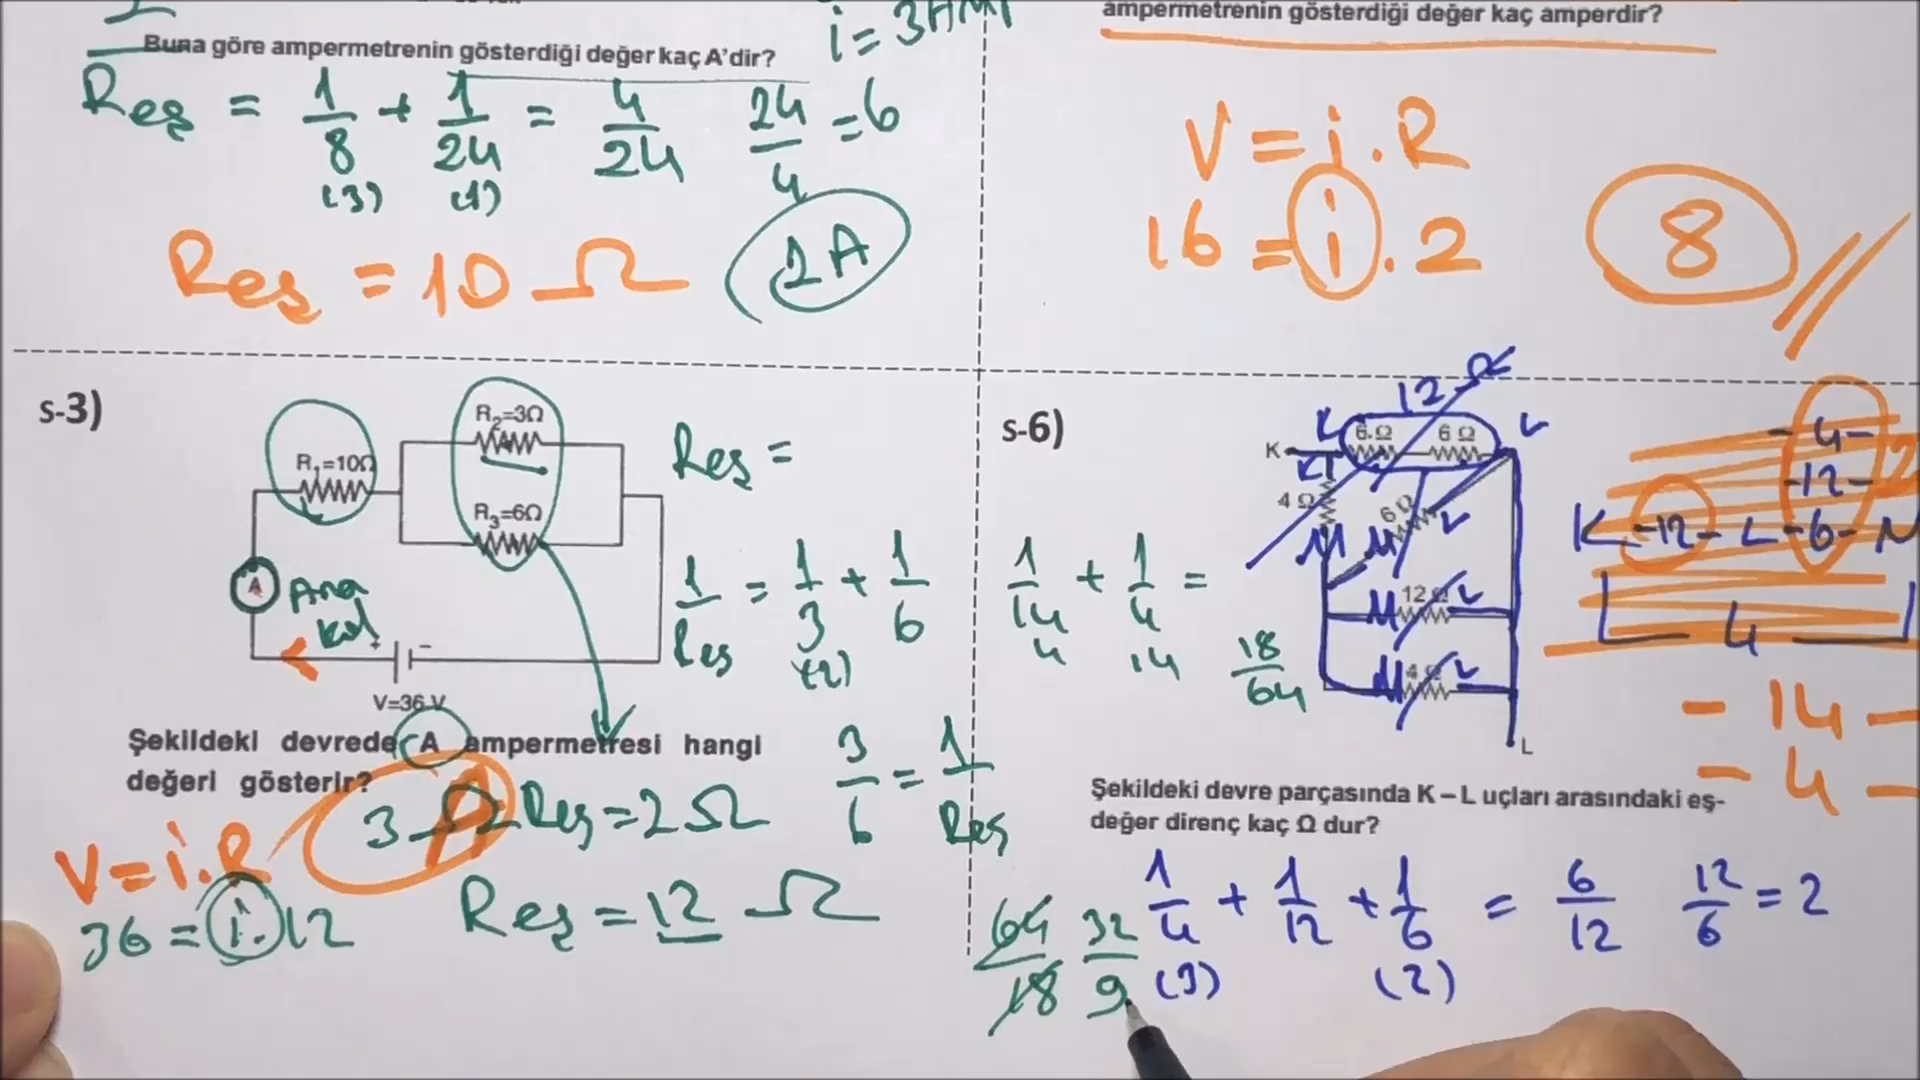 i = 3 AMP
Buna göre ampermetrenin gösterdiği değer kaç A'dir?
Reş = 1/8 + 1/24 = 4/24 24/4 = 6
(3) (1)
Reş = 10 Ω
1A
ampermetrenin gösterdiği değer kaç amperdir?
V = i . R
16 = i . 2
8
s-3)
R₁=10Ω
R₂=3Ω
R₃=6Ω
A
Ana
kol
+ -
V=36 V
Reş =
1/Reş = 1/3 + 1/6
(2)
3/6 = 1/Reş
Şekildeki devrede A ampermetresi hangi
değeri gösterir?
3 A
Reş = 2 Ω
V = i . R
36 = i . 12
Reş = 12 Ω
s-6)
12 Ω
K 6 Ω 6 Ω L
K
4 Ω
6 Ω
M M L
M 12 Ω L
M 4 Ω L
L
- 4 -
- 12 - 2
K - 12 - L - 6 - M
4
- 14 -
- 4 -
1/14 + 1/4 =
4 14
18/64
Şekildeki devre parçasında K – L uçları arasındaki eş-
değer direnç kaç Ω dur?
1/4 + 1/12 + 1/6 = 6/12 12/6 = 2
(3) (2)
64/18 32/9